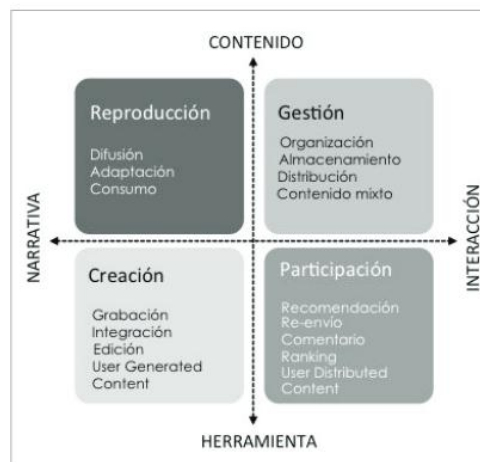 CONTENIDO
Reproducción
Difusión
Adaptación
Consumo
Gestión
Organización
Almacenamiento
Distribución
Contenido mixto
NARRATIVA
INTERACCIÓN
Creación
Grabación
Integración
Edición
User Generated
Content
Participación
Recomendación
Re-envío
Comentario
Ranking
User Distributed
Content
HERRAMIENTA